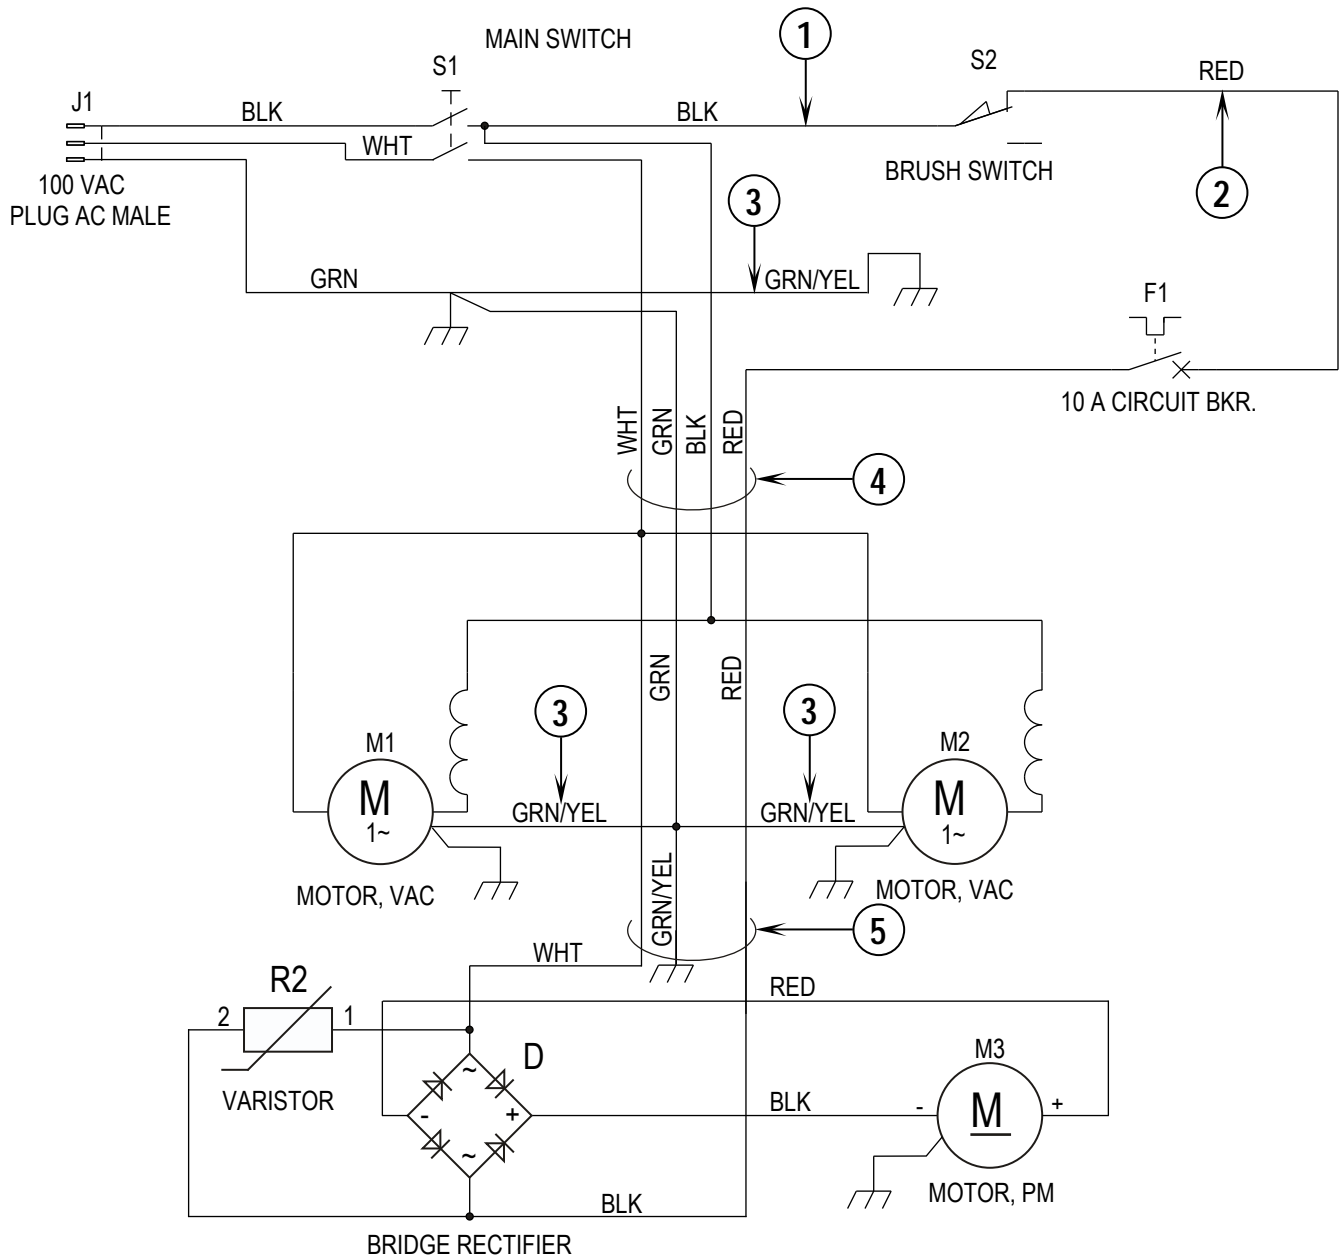 MAIN SWITCH
1
S1
S2
RED
J1
BLK
BLK
WHT
BRUSH SWITCH
100 VAC
PLUG AC MALE
3
2
GRN
GRN/YEL
F1
10 A CIRCUIT BKR.
WHT
GRN
BLK
RED
4
GRN
RED
3
3
M1
M2
M
1~
M
1~
GRN/YEL
GRN/YEL
MOTOR, VAC
MOTOR, VAC
GRN/YEL
5
WHT
R2
RED
2
1
D
M3
~
VARISTOR
-
+
BLK
-
M
+
~
MOTOR, PM
BLK
BRIDGE RECTIFIER